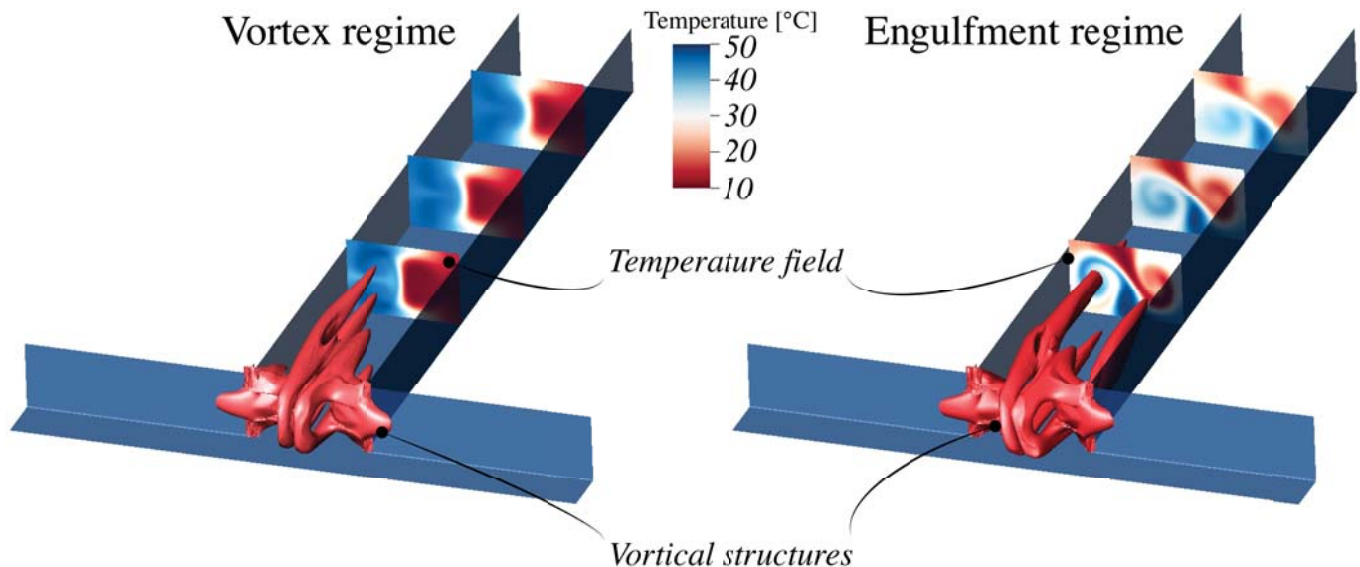 Vortex regime
Temperature [°C]
50
40
30
20
10
Engulfment regime
Temperature field
Vortical structures